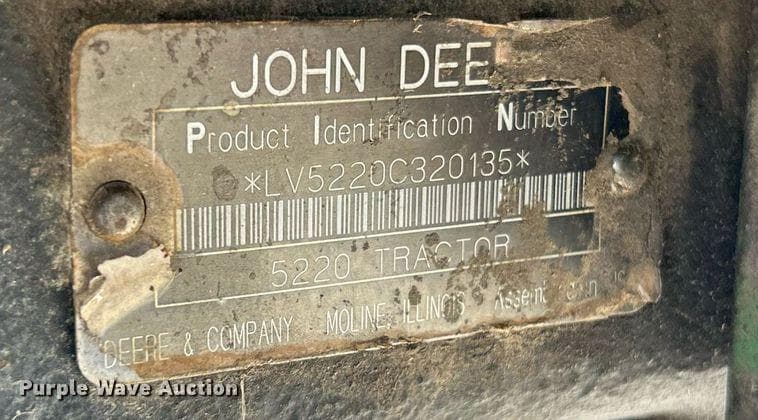 JOHN DEE
Product Identification Number
*LV5220C320135*
5220 TRACTOR
DEERE & COMPANY MOLINE, ILLINOIS
Purple Wave Auction